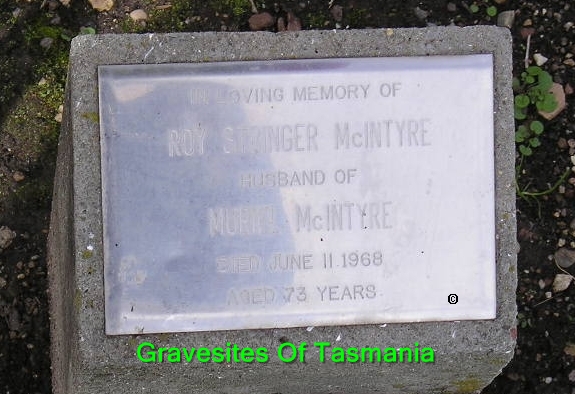 IN LOVING MEMORY OF
ROY STRINGER McINTYRE
HUSBAND OF
MURIEL McINTYRE
DIED JUNE 11 1968
AGED 73 YEARS
©
Gravesites Of Tasmania